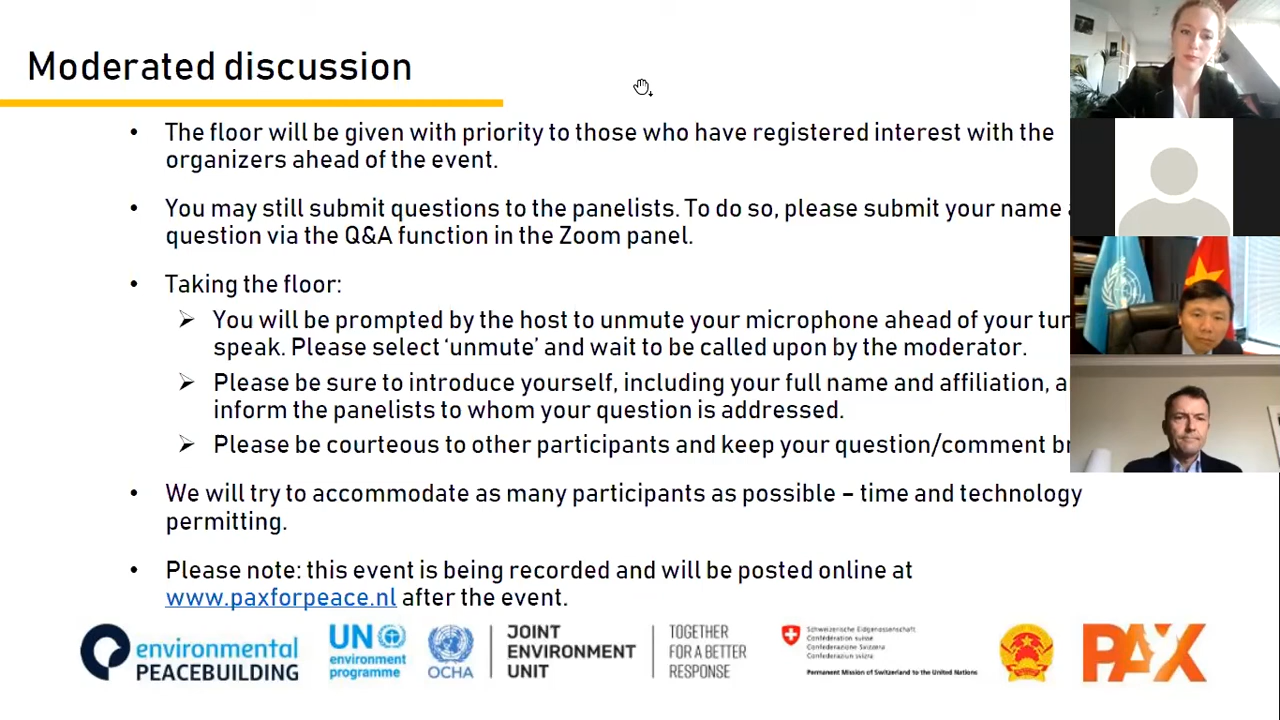 Moderated discussion
• The floor will be given with priority to those who have registered interest with the
organizers ahead of the event.
• You may still submit questions to the panelists. To do so, please submit your name
question via the Q&A function in the Zoom panel.
• Taking the floor:
➢ You will be prompted by the host to unmute your microphone ahead of your tur
speak. Please select ‘unmute’ and wait to be called upon by the moderator.
➢ Please be sure to introduce yourself, including your full name and affiliation, a
inform the panelists to whom your question is addressed.
➢ Please be courteous to other participants and keep your question/comment br
• We will try to accommodate as many participants as possible – time and technology
permitting.
• Please note: this event is being recorded and will be posted online at
www.paxforpeace.nl after the event.
environmental
PEACEBUILDING
UN
environment
programme
OCHA
JOINT
ENVIRONMENT
UNIT
TOGETHER
FOR A BETTER
RESPONSE
Schweizerische Eidgenossenschaft
Confédération suisse
Confederazione Svizzera
Confederaziun svizra
Permanent Mission of Switzerland to the United Nations
PAX